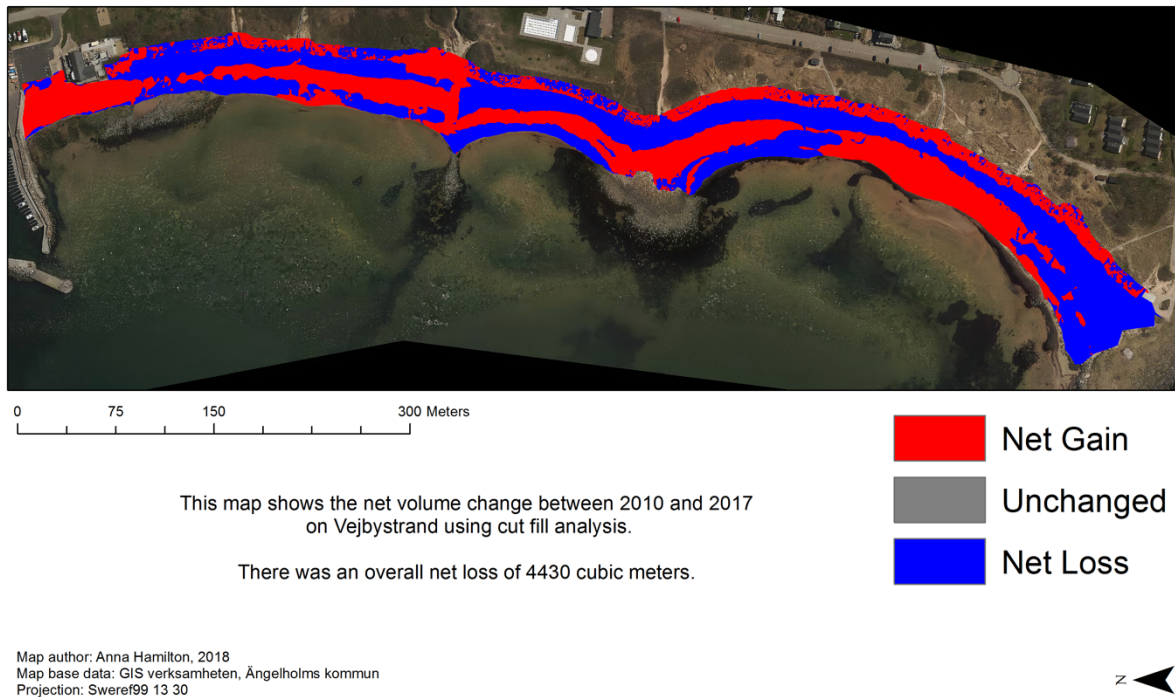 0 75 150 300 Meters
Net Gain
Unchanged
Net Loss
This map shows the net volume change between 2010 and 2017
on Vejbystrand using cut fill analysis.
There was an overall net loss of 4430 cubic meters.
Map author: Anna Hamilton, 2018
Map base data: GIS verksamheten, Ängelholms kommun
Projection: Sweref99 13 30
N